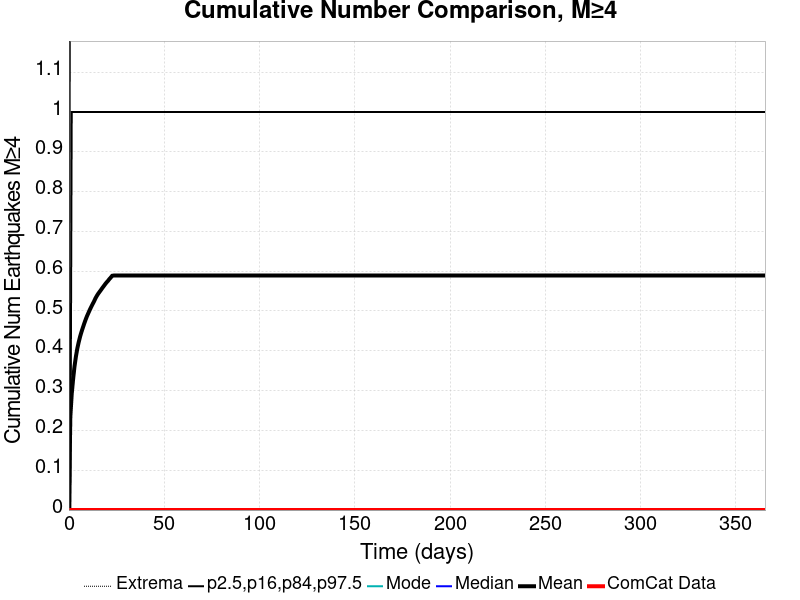 Cumulative Number Comparison, M≥4
Cumulative Num Earthquakes M≥4
1.1
1
0.9
0.8
0.7
0.6
0.5
0.4
0.3
0.2
0.1
0
0 50 100 150 200 250 300 350
Time (days)
Extrema p2.5,p16,p84,p97.5 Mode Median Mean ComCat Data